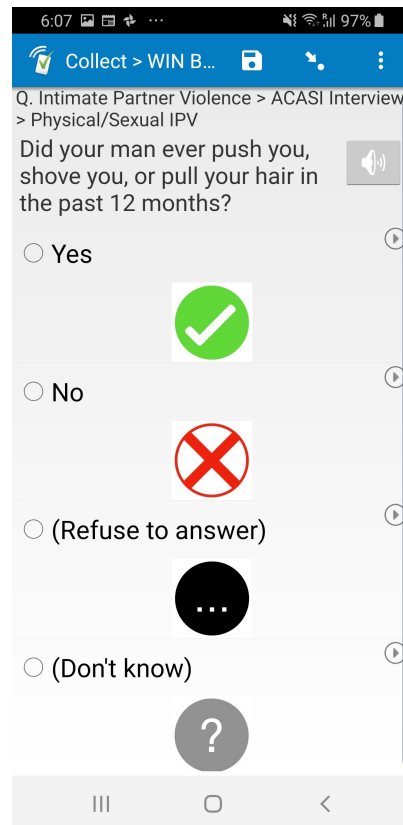 6:07 ... 97%
Collect > WIN B...
Q. Intimate Partner Violence > ACASI Interview
> Physical/Sexual IPV
Did your man ever push you,
shove you, or pull your hair in
the past 12 months?
Yes
No
(Refuse to answer)
...
(Don't know)
?